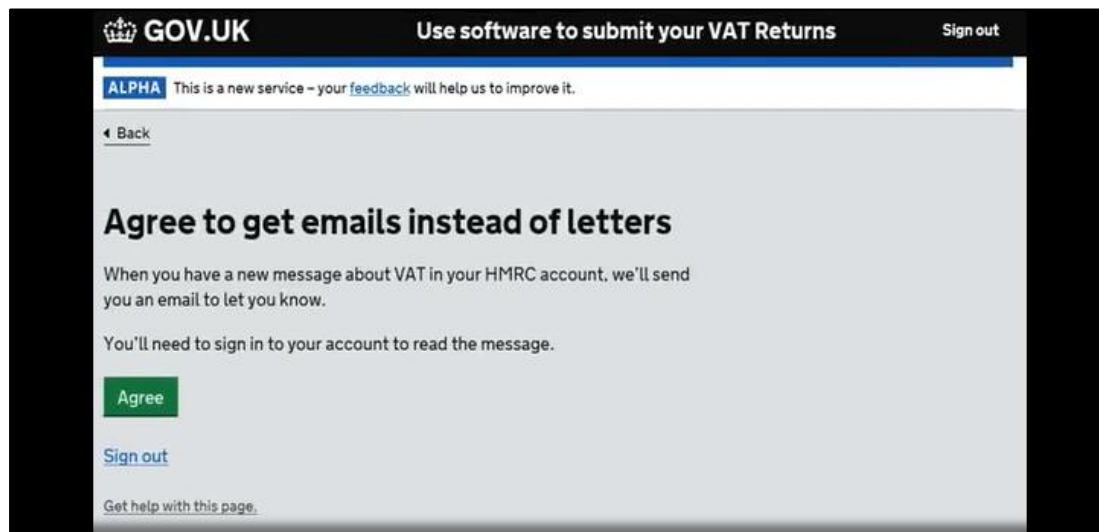 GOV.UK Use software to submit your VAT Returns Sign out
ALPHA This is a new service – your feedback will help us to improve it.
Back
Agree to get emails instead of letters
When you have a new message about VAT in your HMRC account, we'll send
you an email to let you know.
You'll need to sign in to your account to read the message.
Agree
Sign out
Get help with this page.